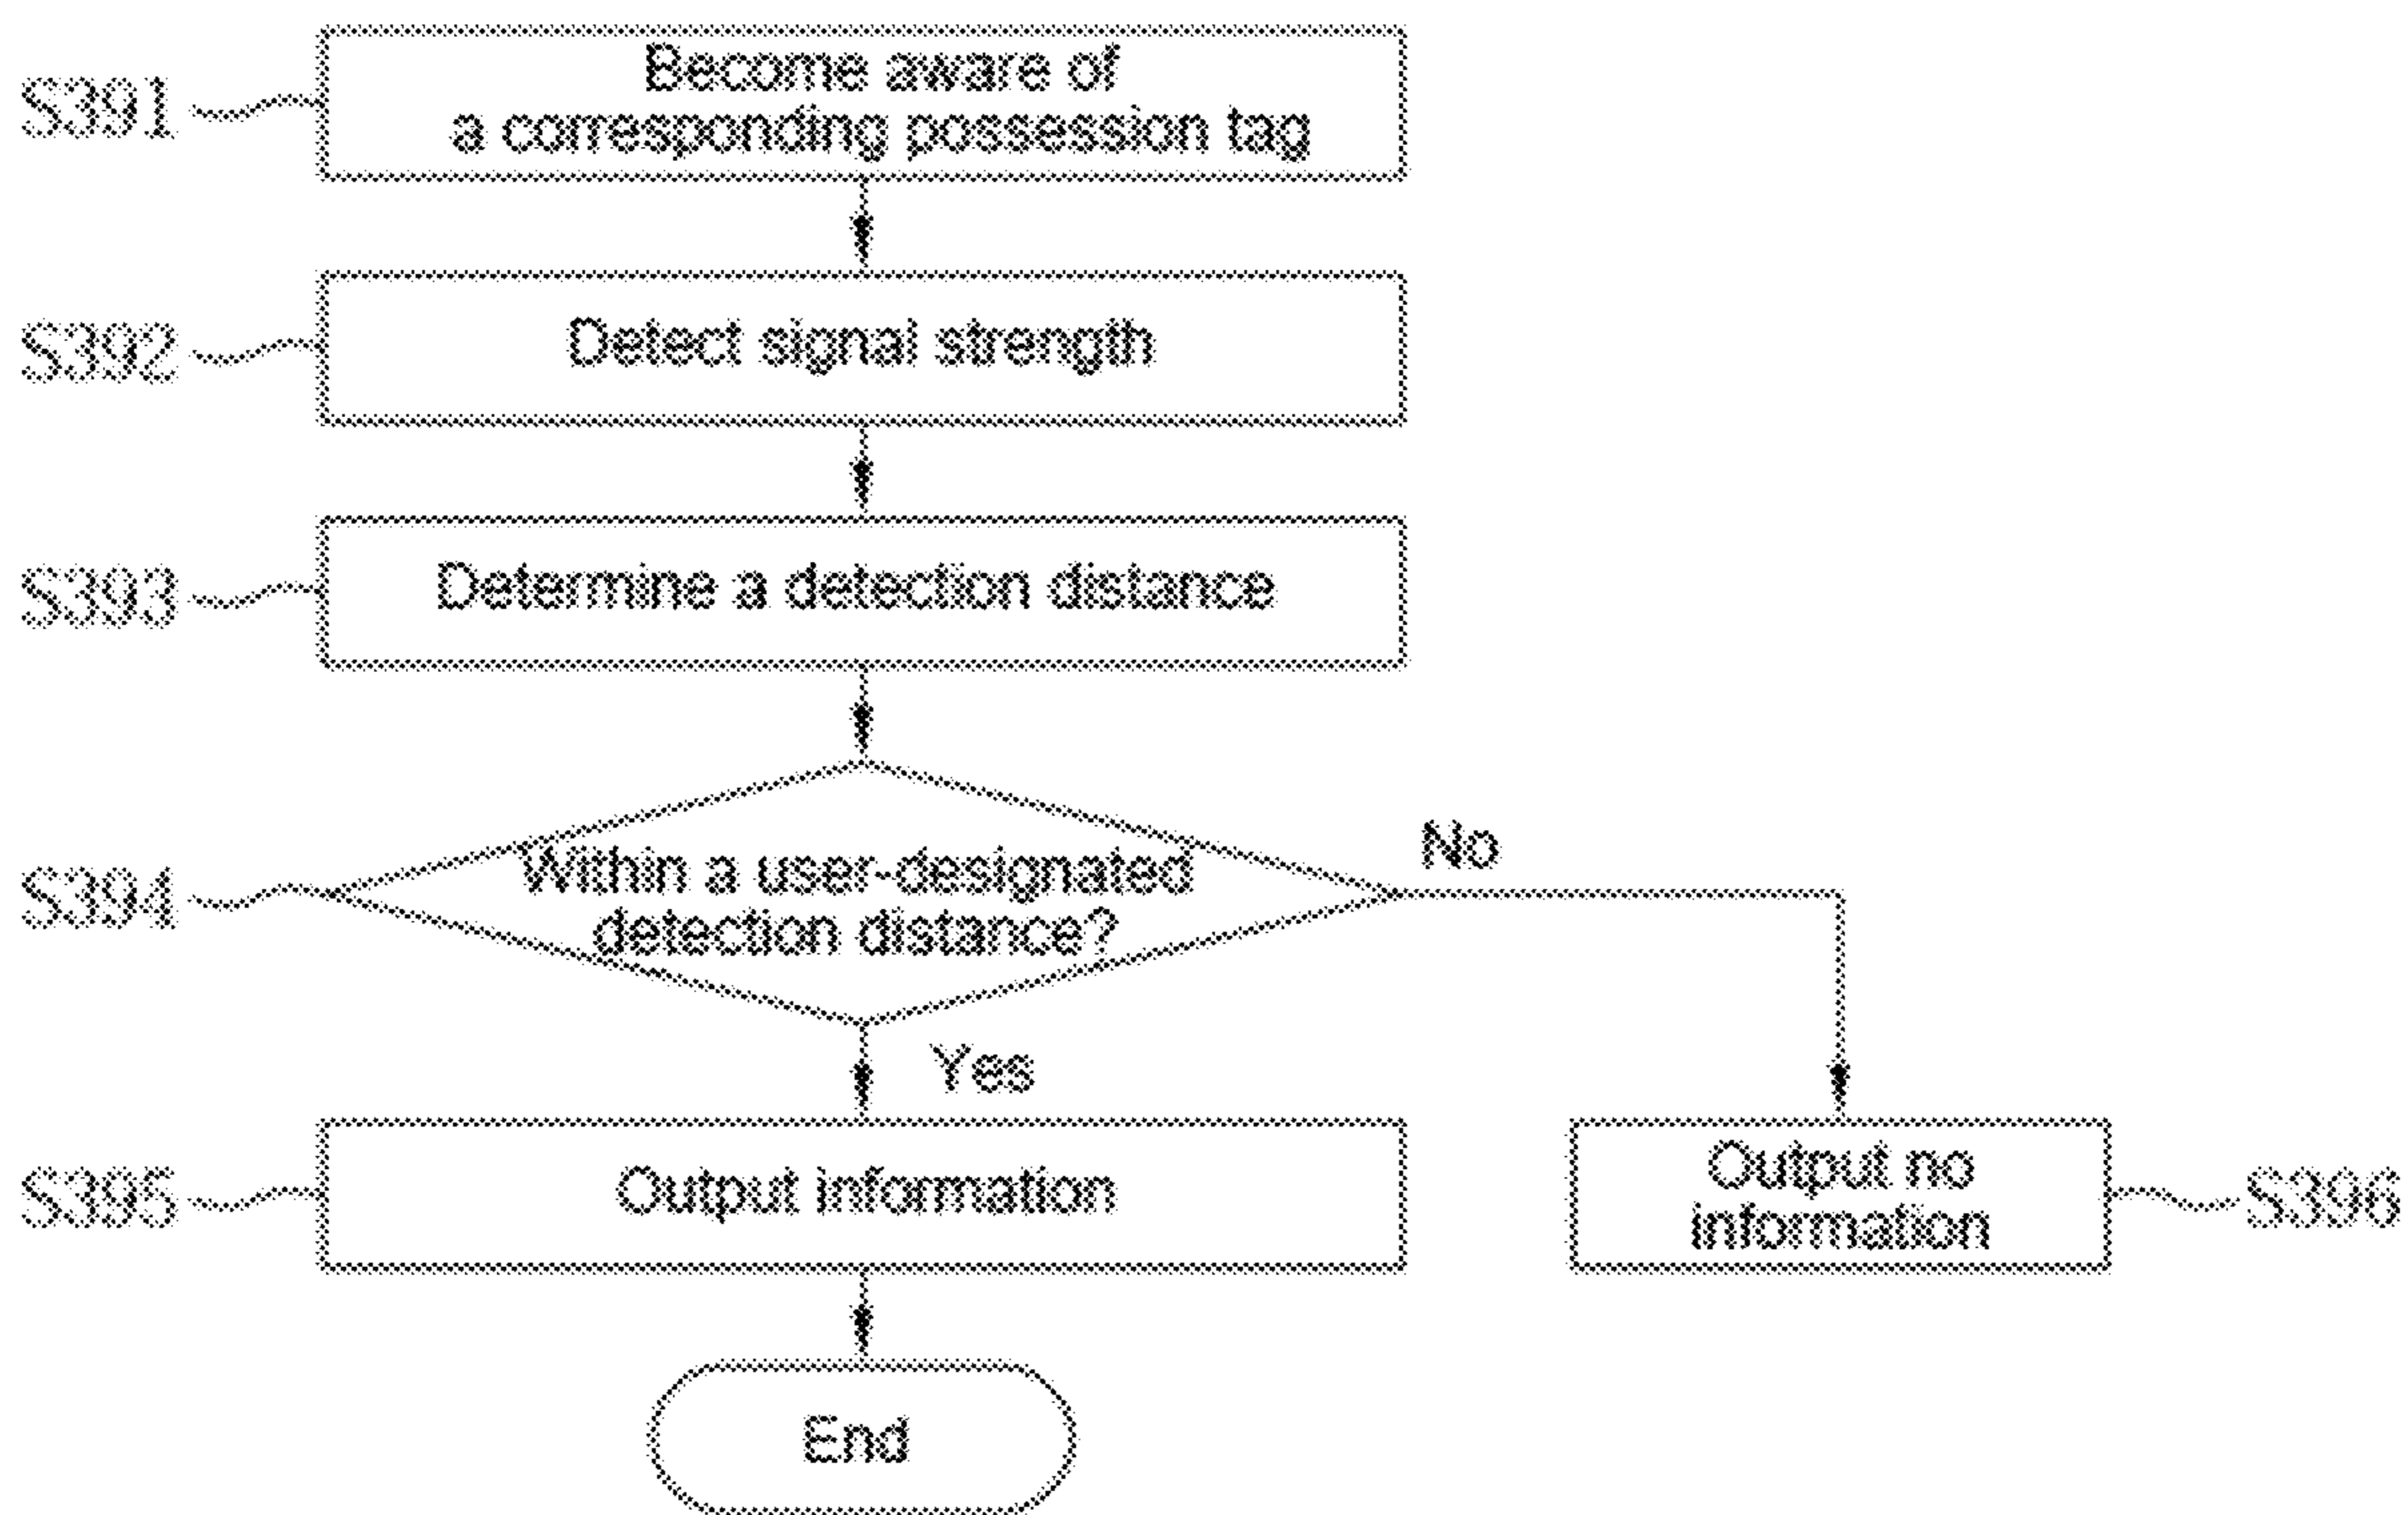 S391
Become aware of
a corresponding possession tag
S392
Detect signal strength
S393
Determine a detection distance
S394
Within a user-designated
detection distance?
No
Yes
S395
Output information
Output no
information
S396
End